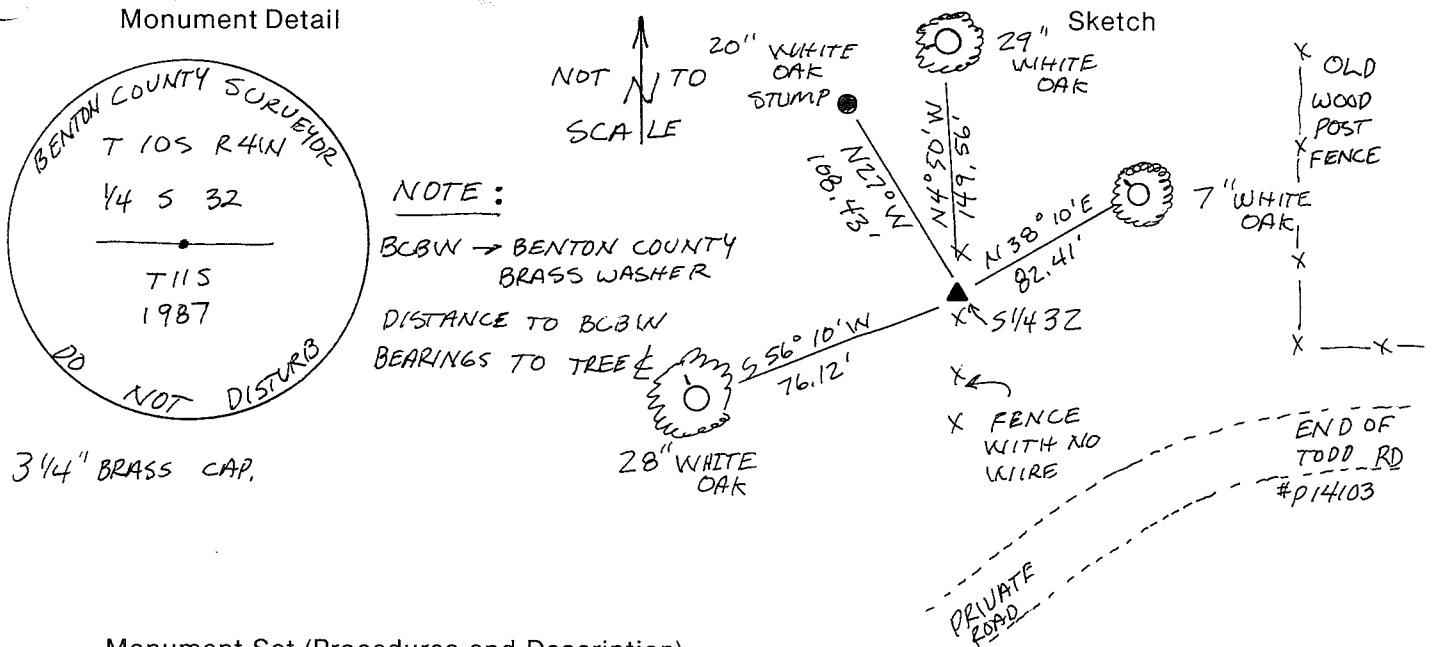 Monument Detail
BENTON COUNTY SURVEYOR
T 10S R4W
1/4 S 32
T11S
1987
DO NOT DISTURB
3 1/4" BRASS CAP.
NOTE:
BCBW → BENTON COUNTY
BRASS WASHER
DISTANCE TO BCBW
BEARINGS TO TREE ℄
Sketch
NOT N TO
SCALE
20" WHITE
OAK
STUMP
29"
WHITE
OAK
OLD
WOOD
POST
FENCE
N27°W
108.43'
N4°50'W
149.56'
N38°10'E
82.41'
7" WHITE
OAK
S1/4 32
S56°10'W
76.12'
28" WHITE
OAK
FENCE
WITH NO
WIRE
END OF
TODD RD
#P14103
PRIVATE
ROAD
Monument Set (Procedures and Description)